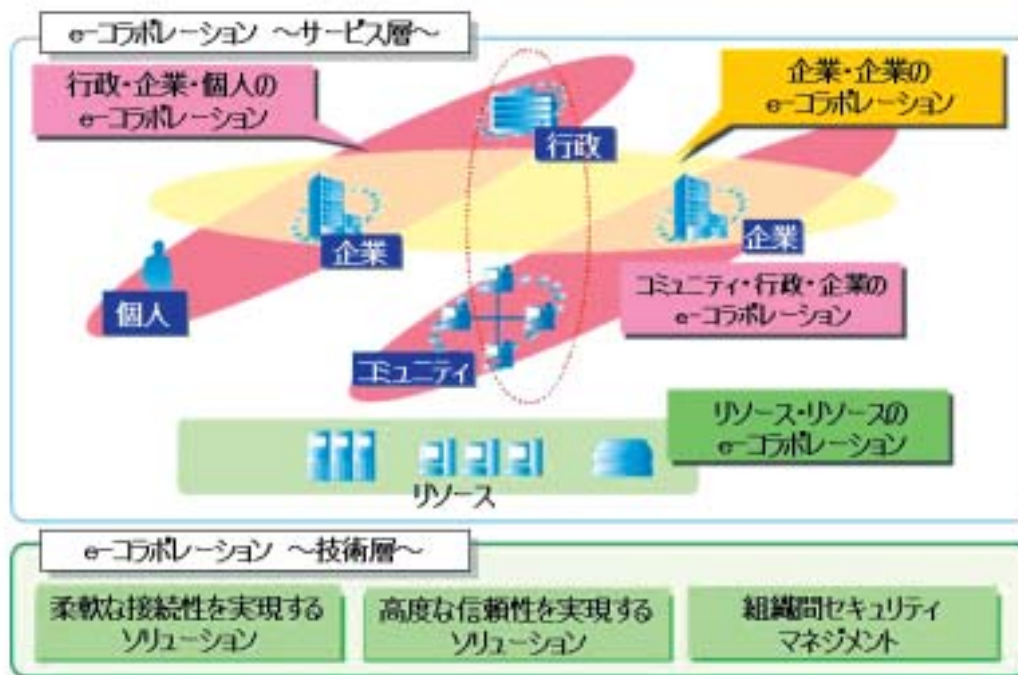 e-コラボレーション ～サービス層～
行政・企業・個人の
e-コラボレーション
企業・企業の
e-コラボレーション
行政
企業
企業
個人
コミュニティ・行政・企業の
e-コラボレーション
コミュニティ
リソース・リソースの
e-コラボレーション
リソース
e-コラボレーション ～技術層～
柔軟な接続性を実現する
ソリューション
高度な信頼性を実現する
ソリューション
組織間セキュリティ
マネジメント